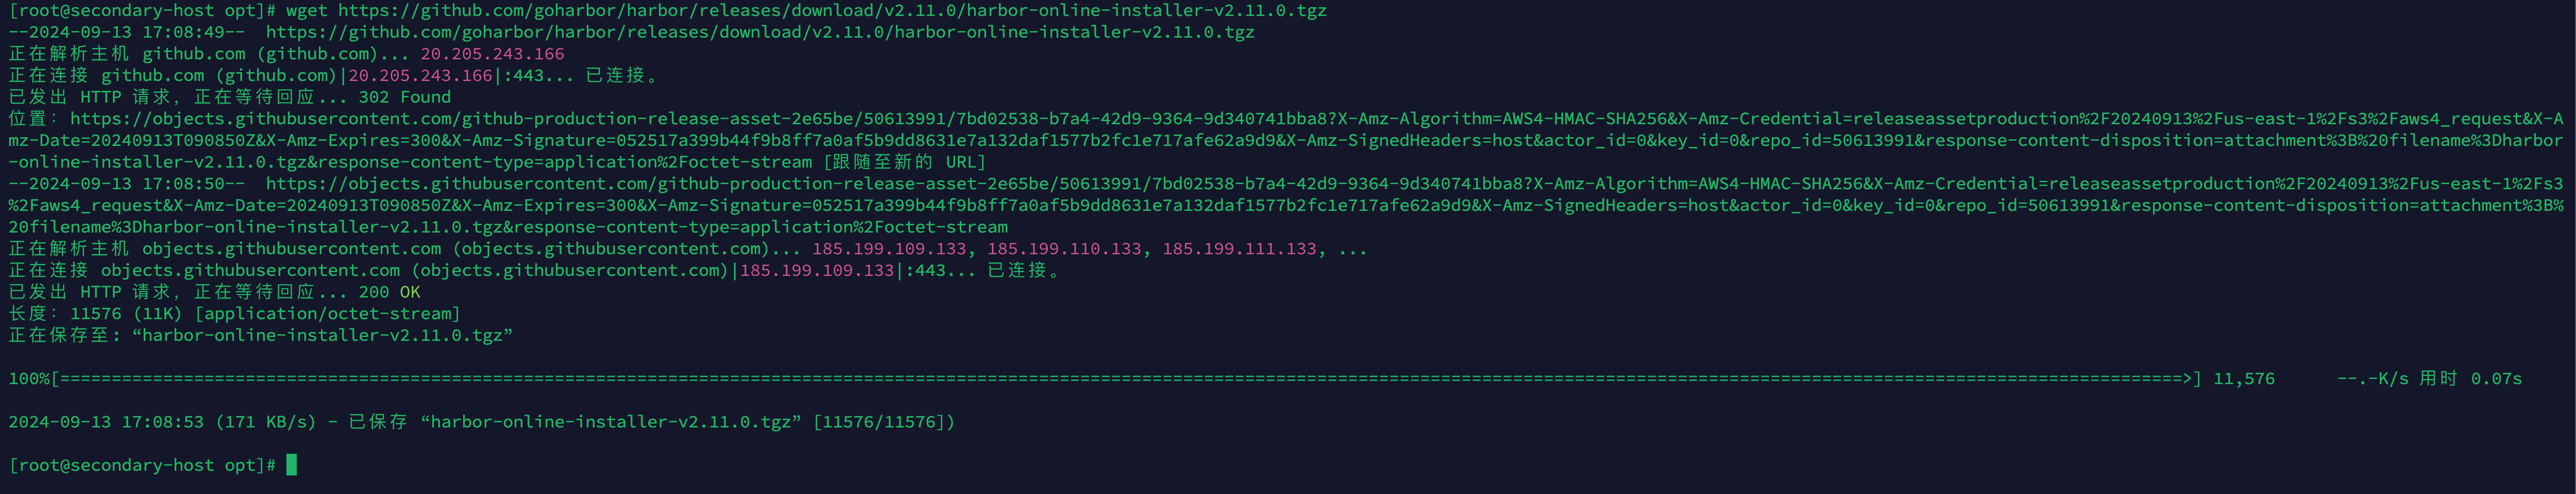 [root@secondary-host opt]# wget https://github.com/goharbor/harbor/releases/download/v2.11.0/harbor-online-installer-v2.11.0.tgz
--2024-09-13 17:08:49--  https://github.com/goharbor/harbor/releases/download/v2.11.0/harbor-online-installer-v2.11.0.tgz
正在解析主机 github.com (github.com)... 20.205.243.166
正在连接 github.com (github.com)|20.205.243.166|:443... 已连接。
已发出 HTTP 请求，正在等待回应... 302 Found
位置：https://objects.githubusercontent.com/github-production-release-asset-2e65be/50613991/7bd02538-b7a4-42d9-9364-9d340741bba8?X-Amz-Algorithm=AWS4-HMAC-SHA256&X-Amz-Credential=releaseassetproduction%2F20240913%2Fus-east-1%2Fs3%2Faws4_request&X-A
mz-Date=20240913T090850Z&X-Amz-Expires=300&X-Amz-Signature=052517a399b44f9b8ff7a0af5b9dd8631e7a132daf1577b2fc1e717afe62a9d9&X-Amz-SignedHeaders=host&actor_id=0&key_id=0&repo_id=50613991&response-content-disposition=attachment%3B%20filename%3Dharbor
-online-installer-v2.11.0.tgz&response-content-type=application%2Foctet-stream [跟随至新的 URL]
--2024-09-13 17:08:50--  https://objects.githubusercontent.com/github-production-release-asset-2e65be/50613991/7bd02538-b7a4-42d9-9364-9d340741bba8?X-Amz-Algorithm=AWS4-HMAC-SHA256&X-Amz-Credential=releaseassetproduction%2F20240913%2Fus-east-1%2Fs3
%2Faws4_request&X-Amz-Date=20240913T090850Z&X-Amz-Expires=300&X-Amz-Signature=052517a399b44f9b8ff7a0af5b9dd8631e7a132daf1577b2fc1e717afe62a9d9&X-Amz-SignedHeaders=host&actor_id=0&key_id=0&repo_id=50613991&response-content-disposition=attachment%3B%
20filename%3Dharbor-online-installer-v2.11.0.tgz&response-content-type=application%2Foctet-stream
正在解析主机 objects.githubusercontent.com (objects.githubusercontent.com)... 185.199.109.133, 185.199.110.133, 185.199.111.133, ...
正在连接 objects.githubusercontent.com (objects.githubusercontent.com)|185.199.109.133|:443... 已连接。
已发出 HTTP 请求，正在等待回应... 200 OK
长度：11576 (11K) [application/octet-stream]
正在保存至: “harbor-online-installer-v2.11.0.tgz”
100%[==================================================================================================================================================================================================================>] 11,576      --.-K/s 用时 0.07s
2024-09-13 17:08:53 (171 KB/s) - 已保存 “harbor-online-installer-v2.11.0.tgz” [11576/11576])
[root@secondary-host opt]#